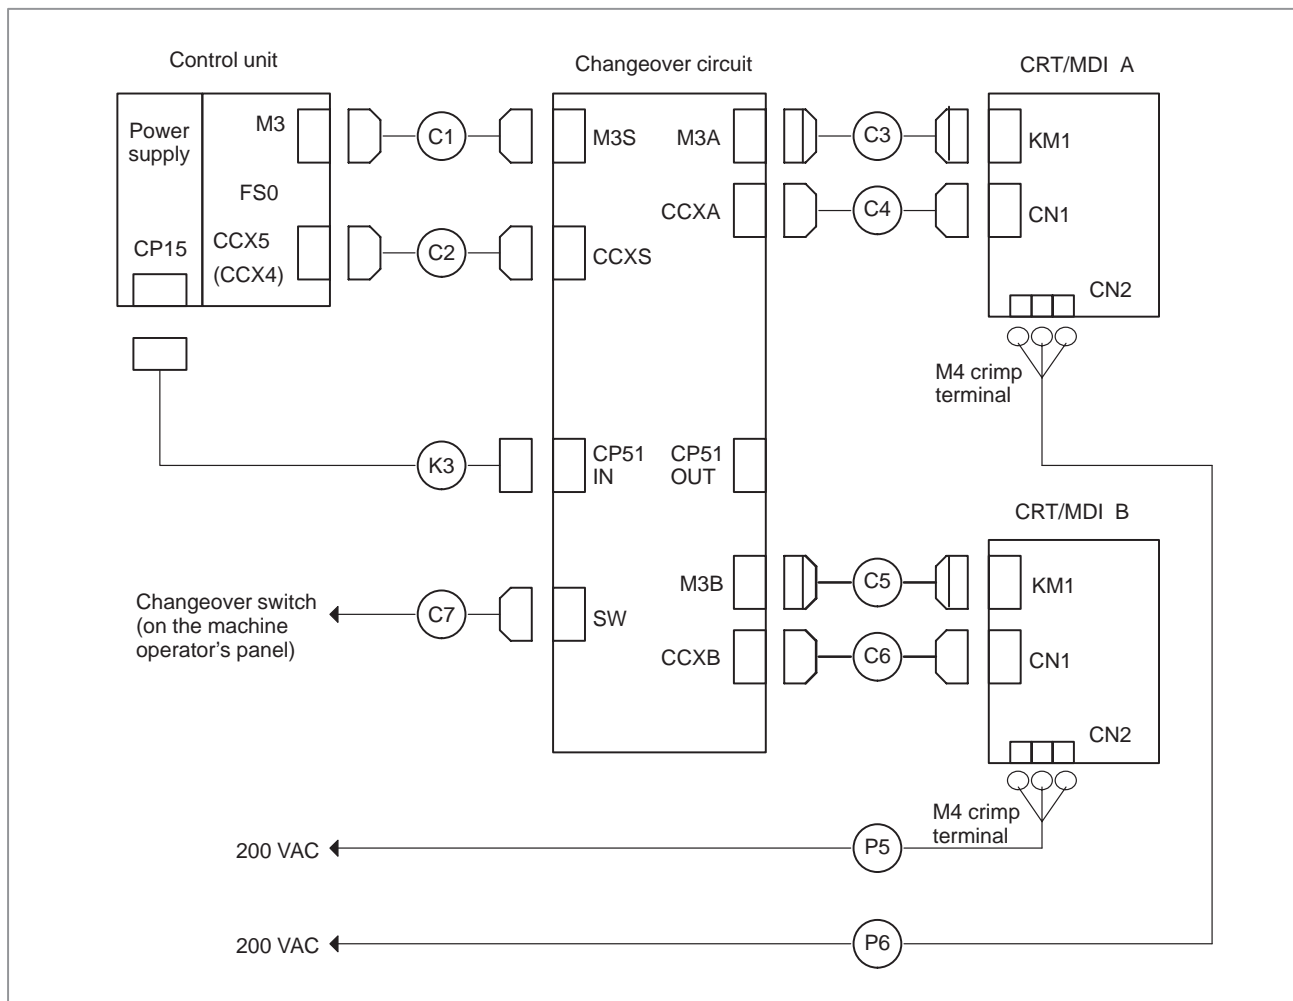 Control unit
Changeover circuit
CRT/MDI A
Power
supply
M3
C1
M3S
M3A
C3
KM1
FS0
CCXA
C4
CN1
CP15
CCX5
(CCX4)
C2
CCXS
CN2
M4 crimp
terminal
K3
CP51
IN
CP51
OUT
CRT/MDI B
M3B
C5
KM1
Changeover switch
(on the machine
operator's panel)
C7
SW
CCXB
C6
CN1
CN2
M4 crimp
terminal
200 VAC
P5
200 VAC
P6